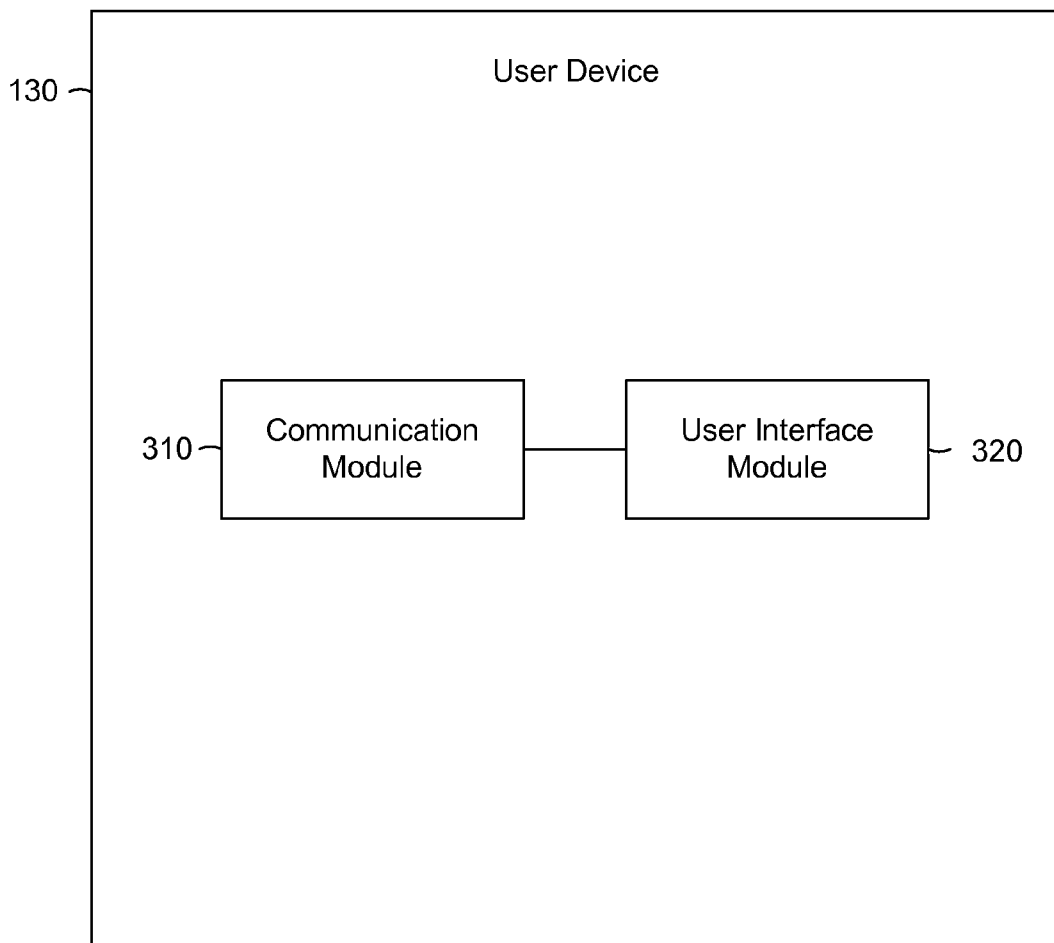 User Device
130
310
Communication
Module
User Interface
Module
320